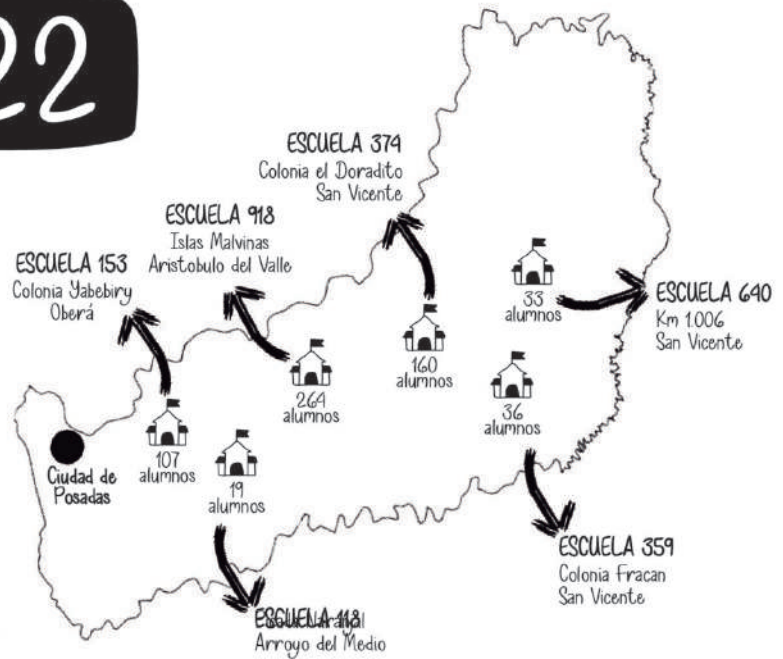 22
ESCUELA 374
Colonia el Doradito
San Vicente
ESCUELA 918
Islas Malvinas
Aristobulo del Valle
ESCUELA 153
Colonia Yabebiry
Oberá
33
alumnos
ESCUELA 640
Km 1.006
San Vicente
160
alumnos
264
alumnos
36
alumnos
107
alumnos
19
alumnos
Ciudad de
Posadas
ESCUELA 359
Colonia Fracan
San Vicente
ESCUELA 113
Arroyo del Medio